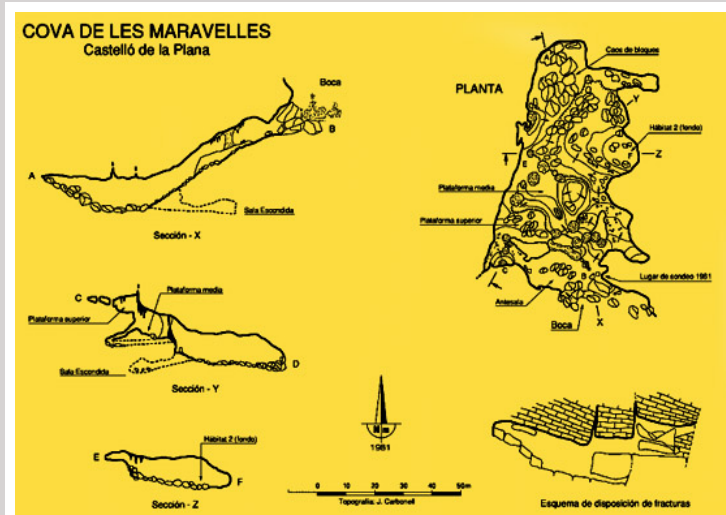 COVA DE LES MARAVELLES
Castelló de la Plana
Boca
B
A
Sala Escondida
Sección - X
C
Plataforma media
Plataforma superior
Sala Escondida
D
Sección - Y
E
Hábitat 2 (fondo)
F
Sección - Z
PLANTA
Caos de bloques
Y
Hábitat 2 (fondo)
Z
E
F
Plataforma media
Plataforma superior
C
B
Lugar de sondeo 1981
Antesala
Boca
X
N m
1981
0 10 20 30 40 50m
Topografía: J. Carbonell
Esquema de disposición de fracturas